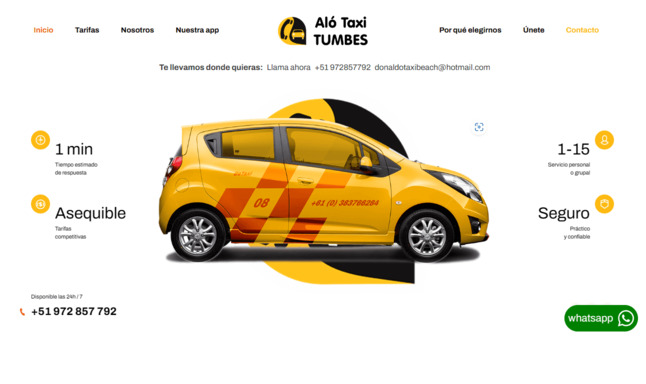 Inicio Tarifas Nosotros Nuestra app
Aló Taxi
TUMBES
Por qué elegirnos Únete Contacto
Te llevamos donde quieras: Llama ahora +51 972857792 donaldotaxibeach@hotmail.com
1 min
Tiempo estimado
de respuesta
Asequible
Tarifas
competitivas
08
+61 (0) 383766284
1-15
Servicio personal
o grupal
Seguro
Práctico
y confiable
Disponible las 24h / 7
+51 972 857 792
whatsapp